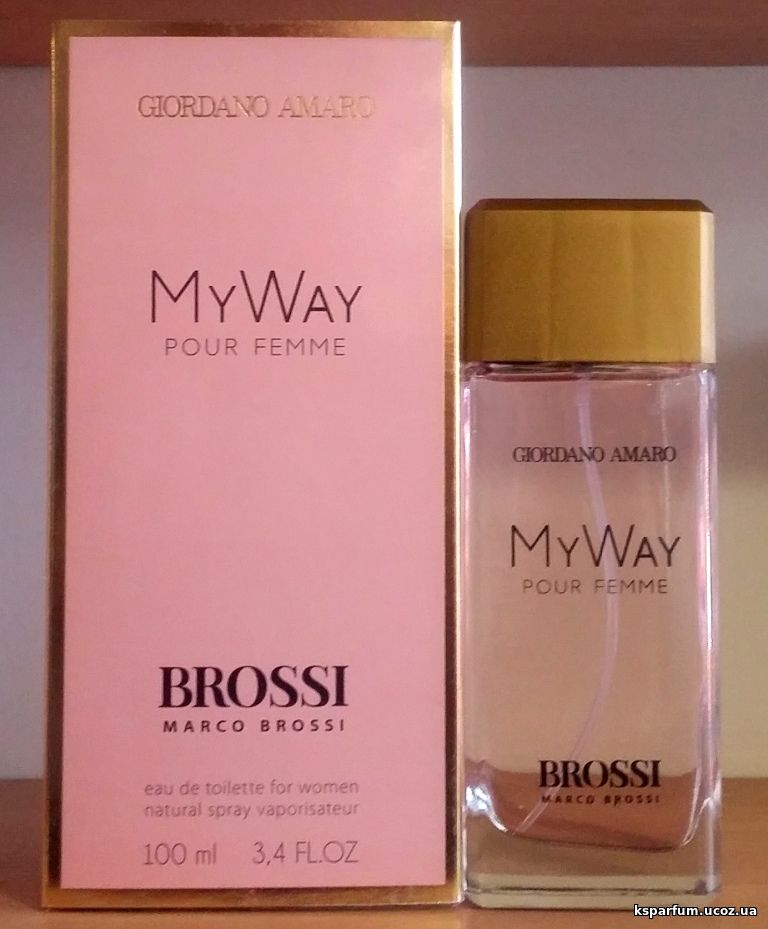 GIORDANO AMARO
MYWAY
POUR FEMME
BROSSI
MARCO BROSSI
eau de toilette for women
natural spray vaporisateur
100 ml 3,4 FL.OZ
GIORDANO AMARO
MYWAY
POUR FEMME
BROSSI
MARCO BROSSI
ksparfum.ucoz.ua